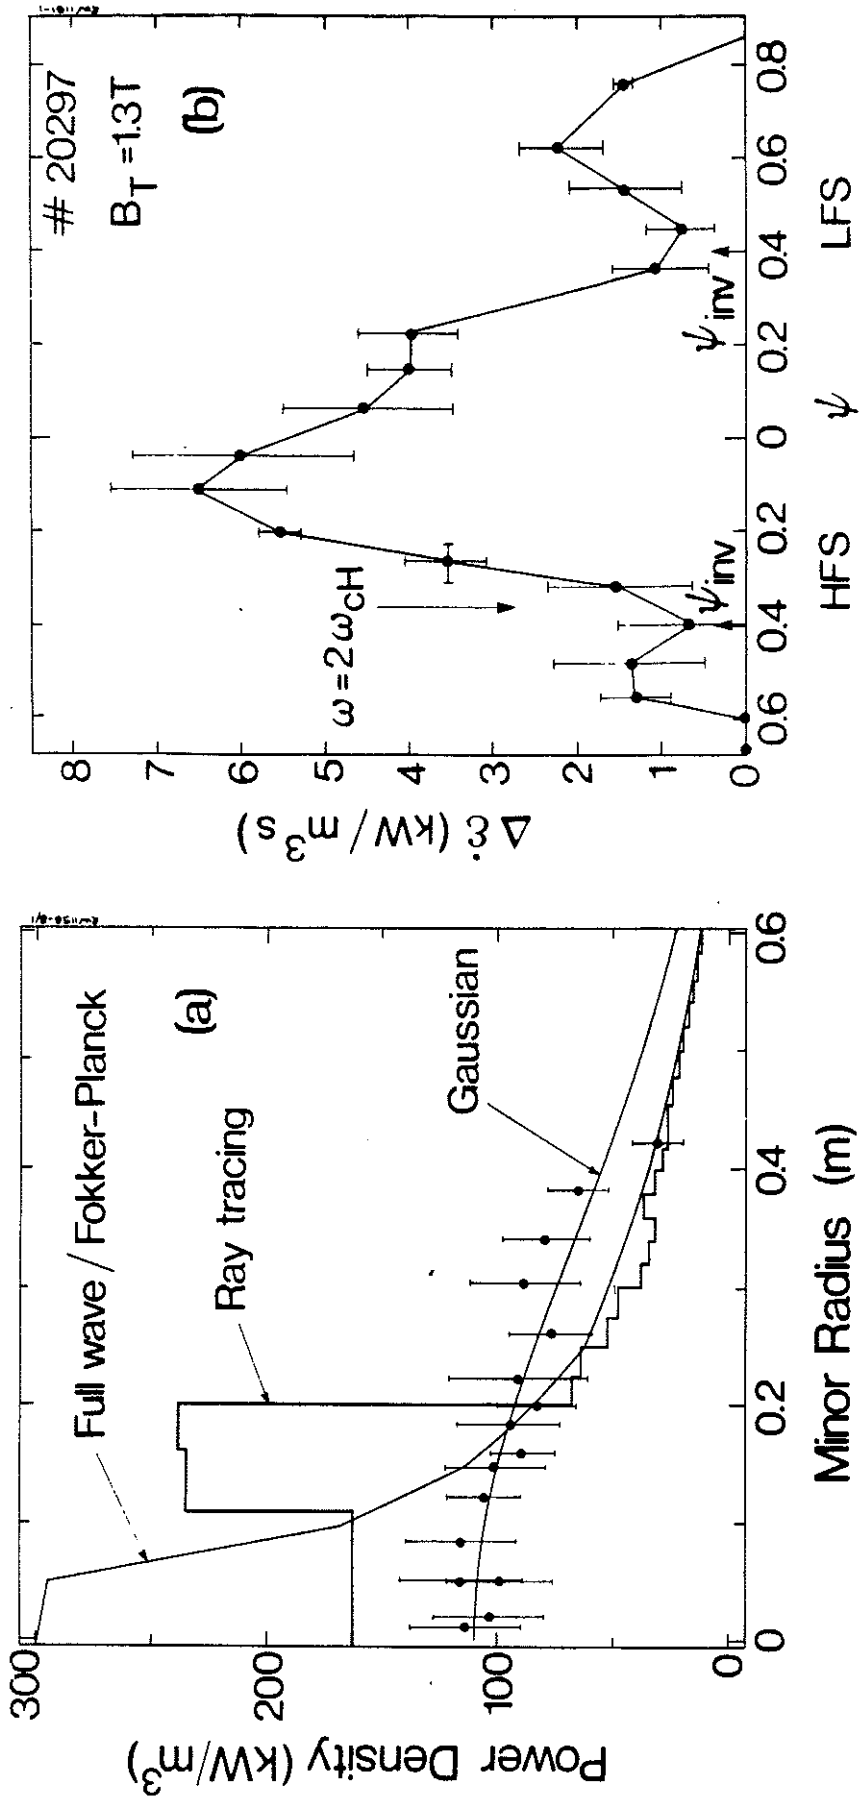 300
200
100
0
Power Density (kW/m³)
0
0.2
0.4
0.6
Minor Radius (m)
Full wave / Fokker-Planck
Ray tracing
Gaussian
(a)
8
7
6
5
4
3
2
1
0
Δε̇ (kW/m³s)
0.6
0.4
0.2
0
0.2
0.4
0.6
0.8
HFS ψ LFS
# 20297
B_T = 1.3T
(b)
ω = 2ω_cH
ψ_inv
ψ_inv